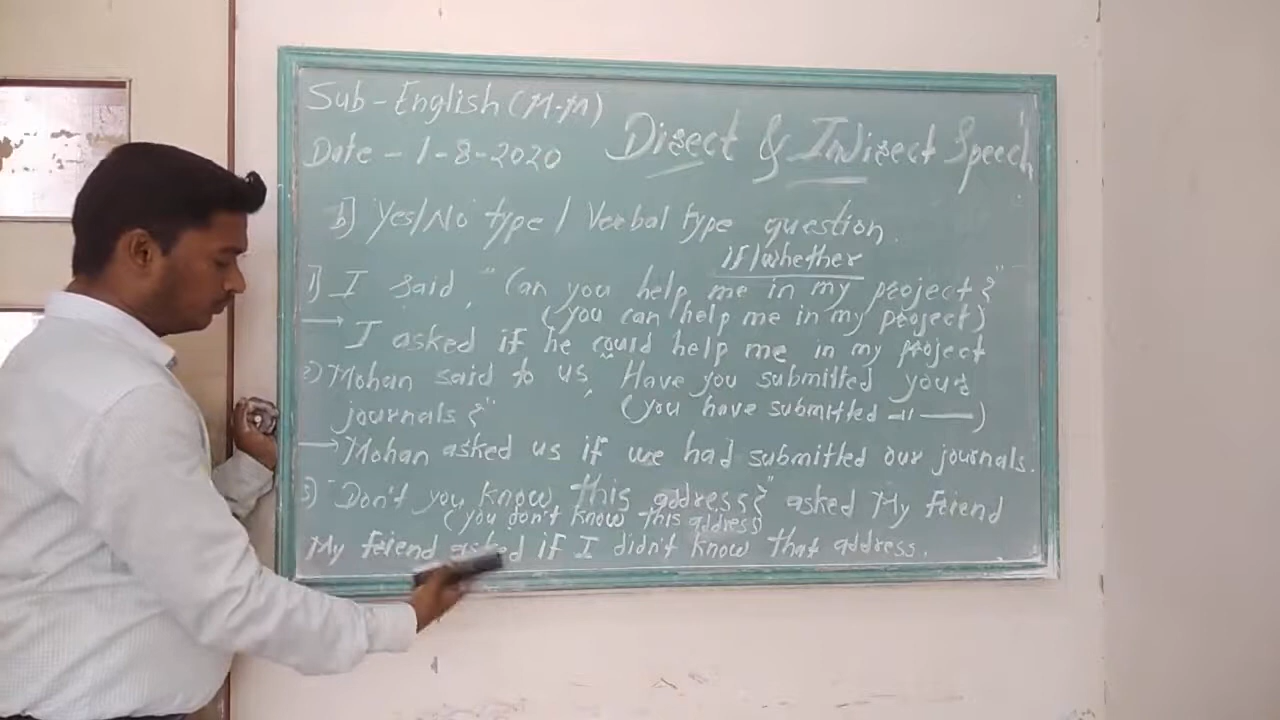 Sub - English (M-M)
Date - 1-8-2020
Direct & Indirect Speech
b] Yes/No type / Verbal type question.
if/whether
1] I said, "Can you help me in my project?"
(you can help me in my project)
→ I asked if he could help me in my project
2) Mohan said to us, "Have you submitted your
journals?" (you have submitted —11——)
→ Mohan asked us if we had submitted our journals.
3) "Don't you know this address?" asked My friend
(you don't know this address)
My friend asked if I didn't know that address.